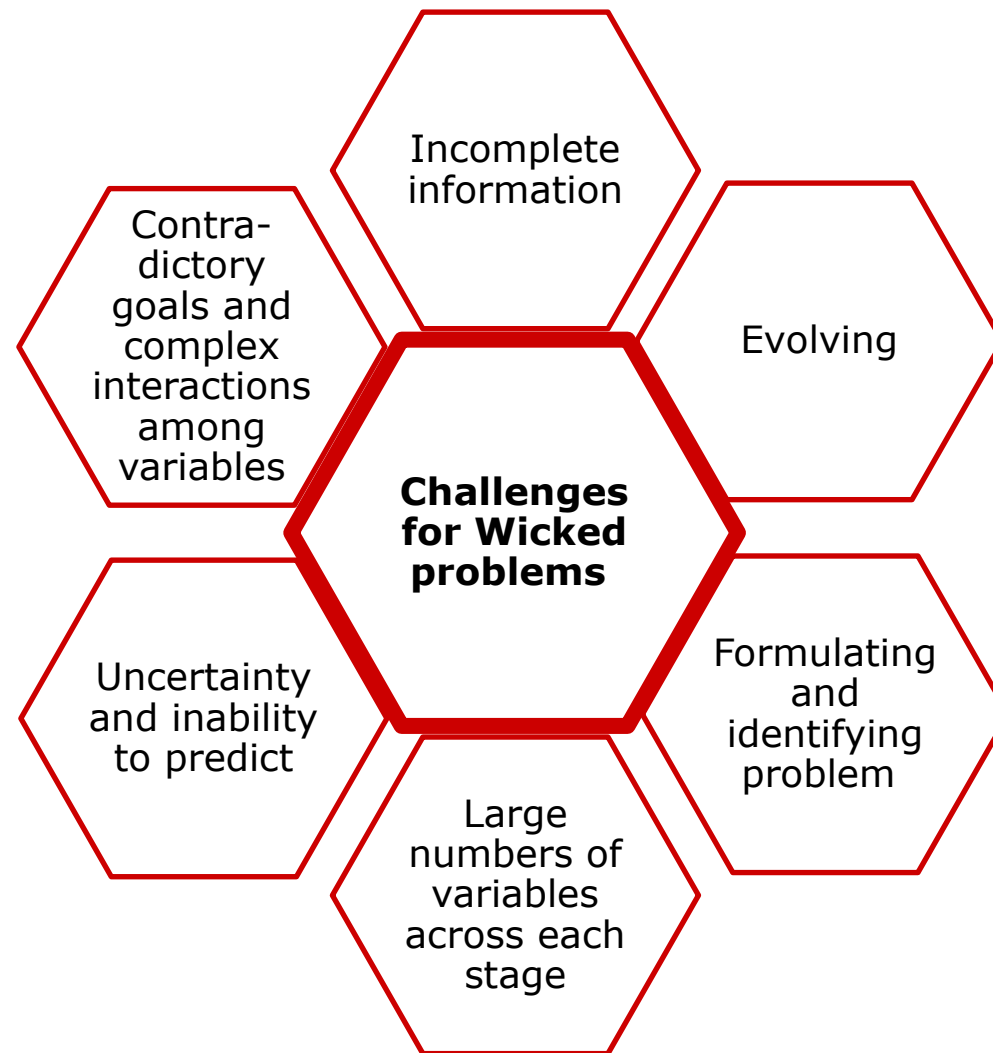 Incomplete
information
Evolving
Formulating
and
identifying
problem
Large
numbers of
variables
across each
stage
Uncertainty
and inability
to predict
Contra-
dictory
goals and
complex
interactions
among
variables
Challenges
for Wicked
problems